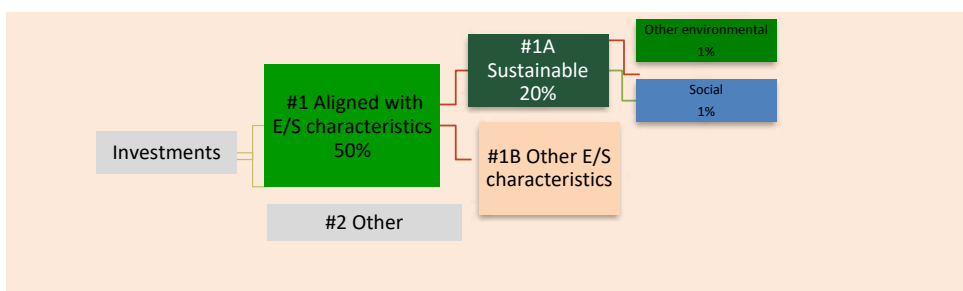 Investments
#1 Aligned with
E/S characteristics
50%
#2 Other
#1A
Sustainable
20%
#1B Other E/S
characteristics
Other environmental
1%
Social
1%